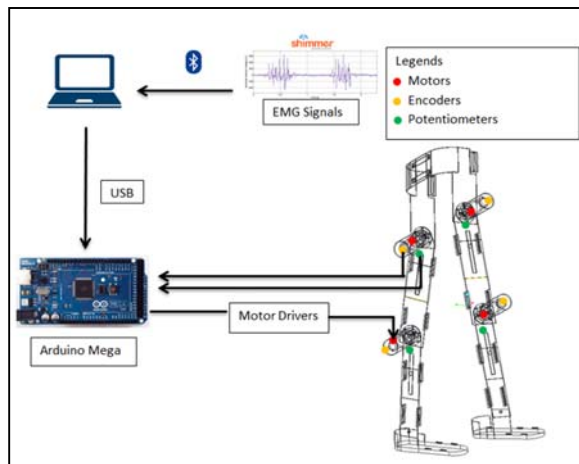 shimmer
EMG Signals
Legends
Motors
Encoders
Potentiometers
USB
Arduino Mega
Motor Drivers